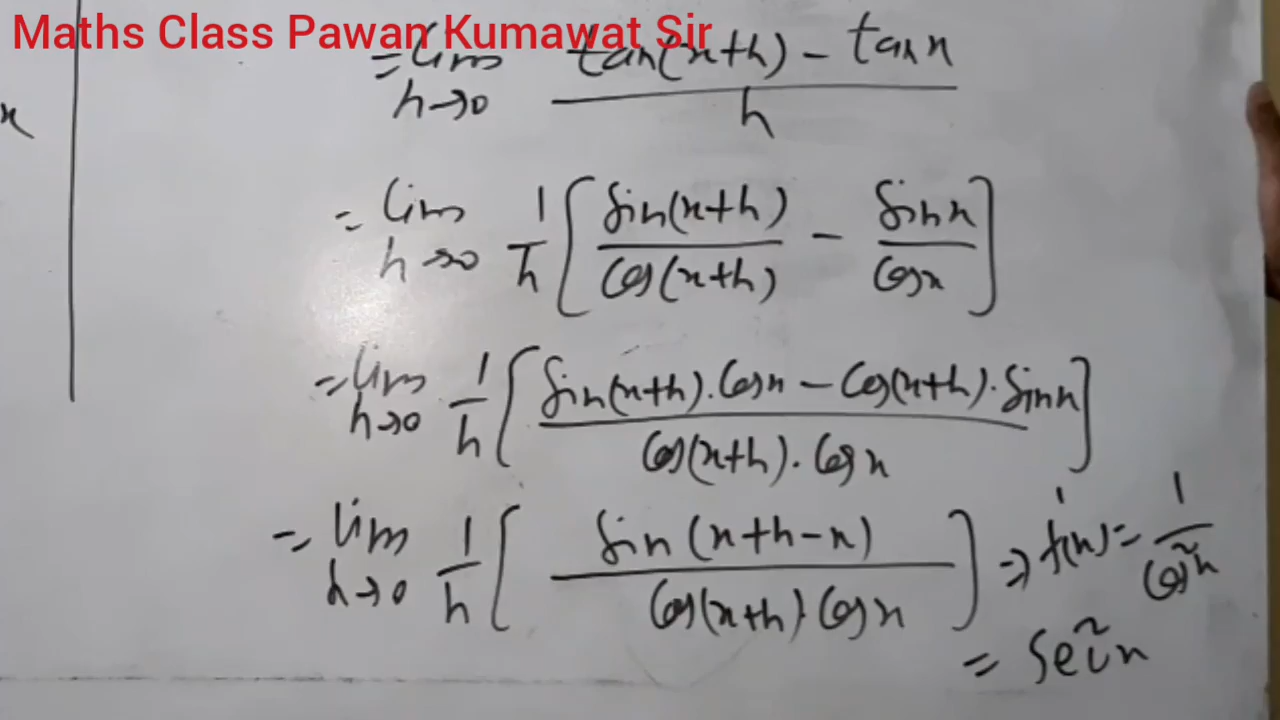 Maths Class Pawan Kumawat Sir
x
= lim h→0 (tan(x+h) - tan x) / h
= lim h→0 1/h [ sin(x+h) / cos(x+h) - sin x / cos x ]
= lim h→0 1/h [ (sin(x+h) . cos x - cos(x+h) . sin x) / (cos(x+h) . cos x) ]
= lim h→0 1/h [ sin (x+h-x) / (cos(x+h) . cos x) ] ⇒ f'(x) = 1 / cos²x
= sec²x